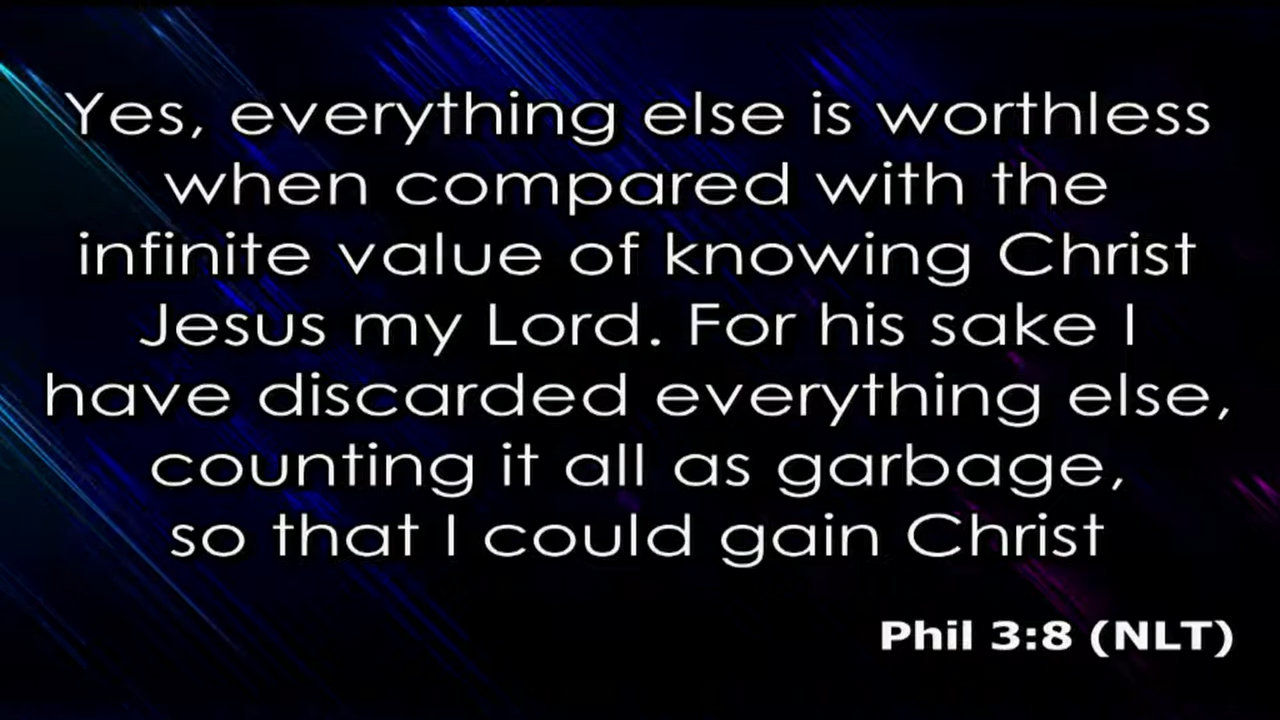 Yes, everything else is worthless
when compared with the
infinite value of knowing Christ
Jesus my Lord. For his sake I
have discarded everything else,
counting it all as garbage,
so that I could gain Christ
Phil 3:8 (NLT)